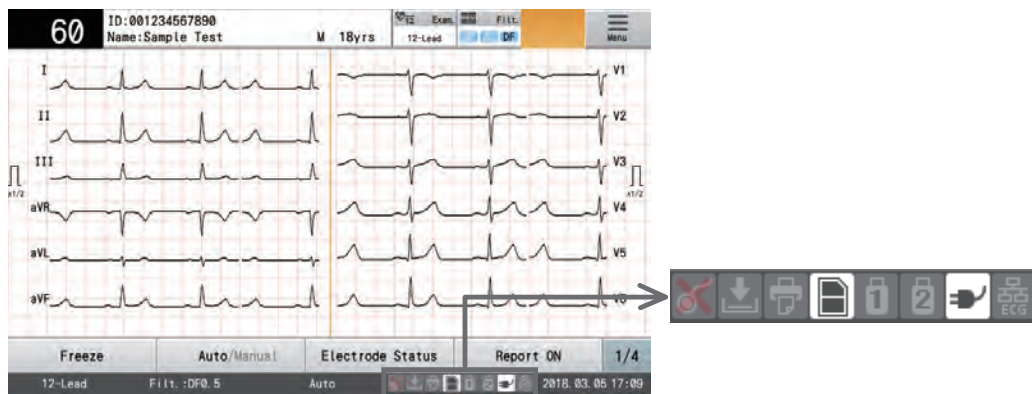 60
ID:001234567890
Name:Sample Test M 18yrs
12 Exam.
12-Lead
Filt.
DF
Menu
I
II
III
aVR
aVL
aVF
x1/2
V1
V2
V3
V4
V5
V6
x1/2
Freeze Auto/Manual Electrode Status Report ON 1/4
12-Lead Filt.:DF0.5 Auto 2018.03.05 17:09
1 2 ECG